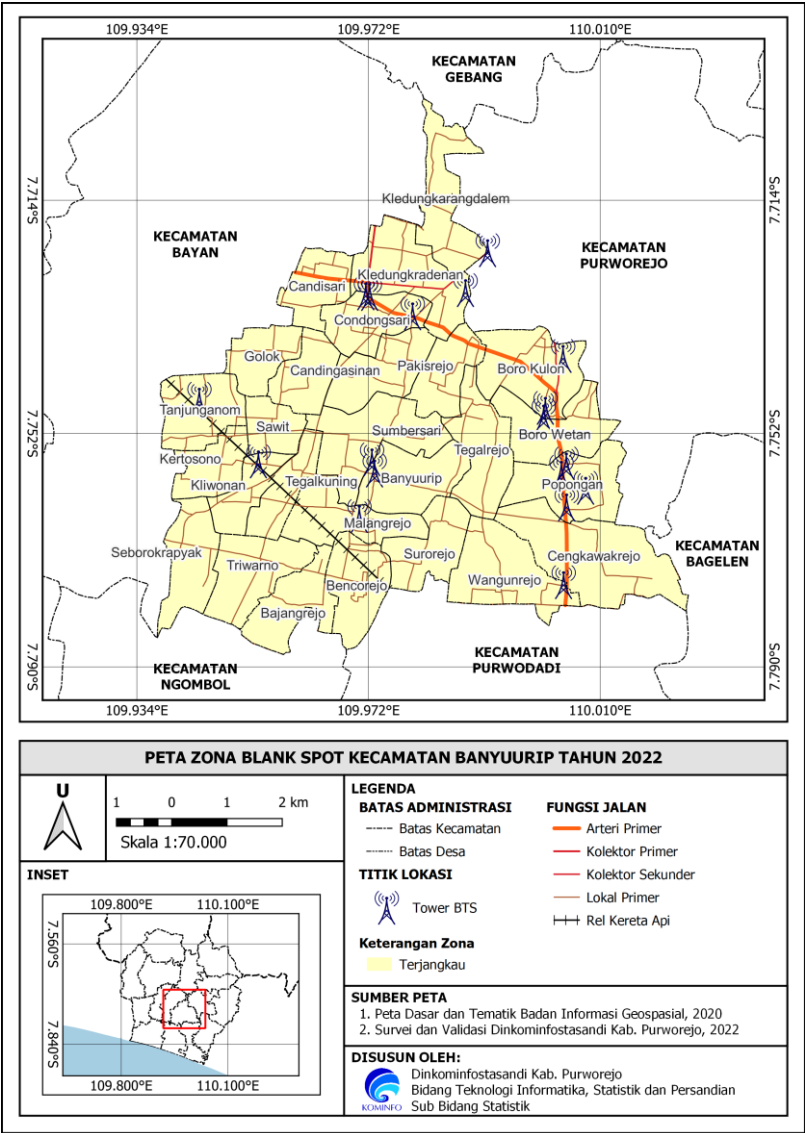 109.934°E 109.972°E 110.010°E
KECAMATAN
GEBANG
7.714°S
Kledungkarangdalem
7.714°S
KECAMATAN
BAYAN
KECAMATAN
PURWOREJO
Kledungkradenan
Candisari
Condongsari
Golok
Candingasinan
Pakisrejo
Boro Kulon
Tanjunganom
Sawit
Sumbersari
Boro Wetan
7.752°S
7.752°S
Tegalrejo
Kertosono
Kliwonan
Tegalkuning
Banyuurip
Popongan
Malangrejo
Seborokrapyak
Triwarno
Surorejo
Cengkawakrejo
KECAMATAN
BAGELEN
Bencorejo
Wangunrejo
Bajangrejo
KECAMATAN
NGOMBOL
KECAMATAN
PURWODADI
7.790°S
7.790°S
109.934°E 109.972°E 110.010°E
PETA ZONA BLANK SPOT KECAMATAN BANYUURIP TAHUN 2022
U
1 0 1 2 km
Skala 1:70.000
INSET
109.800°E 110.100°E
7.560°S
7.840°S
109.800°E 110.100°E
LEGENDA
BATAS ADMINISTRASI
Batas Kecamatan
Batas Desa
TITIK LOKASI
Tower BTS
Keterangan Zona
Terjangkau
FUNGSI JALAN
Arteri Primer
Kolektor Primer
Kolektor Sekunder
Lokal Primer
Rel Kereta Api
SUMBER PETA
1. Peta Dasar dan Tematik Badan Informasi Geospasial, 2020
2. Survei dan Validasi Dinkominfostasandi Kab. Purworejo, 2022
DISUSUN OLEH:
KOMINFO
Dinkominfostasandi Kab. Purworejo
Bidang Teknologi Informatika, Statistik dan Persandian
Sub Bidang Statistik